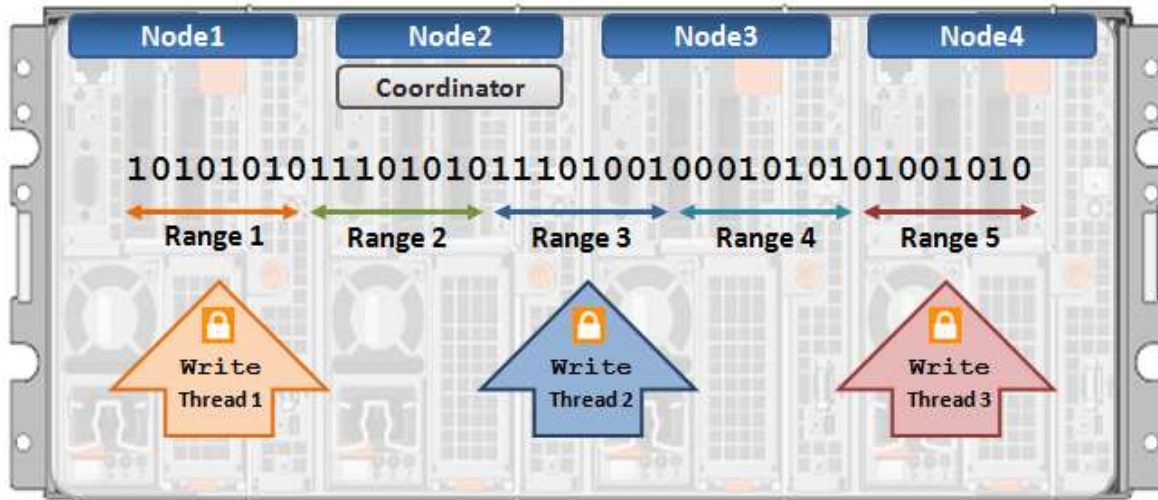 Node1 Node2 Node3 Node4
Coordinator
1010101011101010111010010001010101001010
Range 1 Range 2 Range 3 Range 4 Range 5
Write Write Write
Thread 1 Thread 2 Thread 3